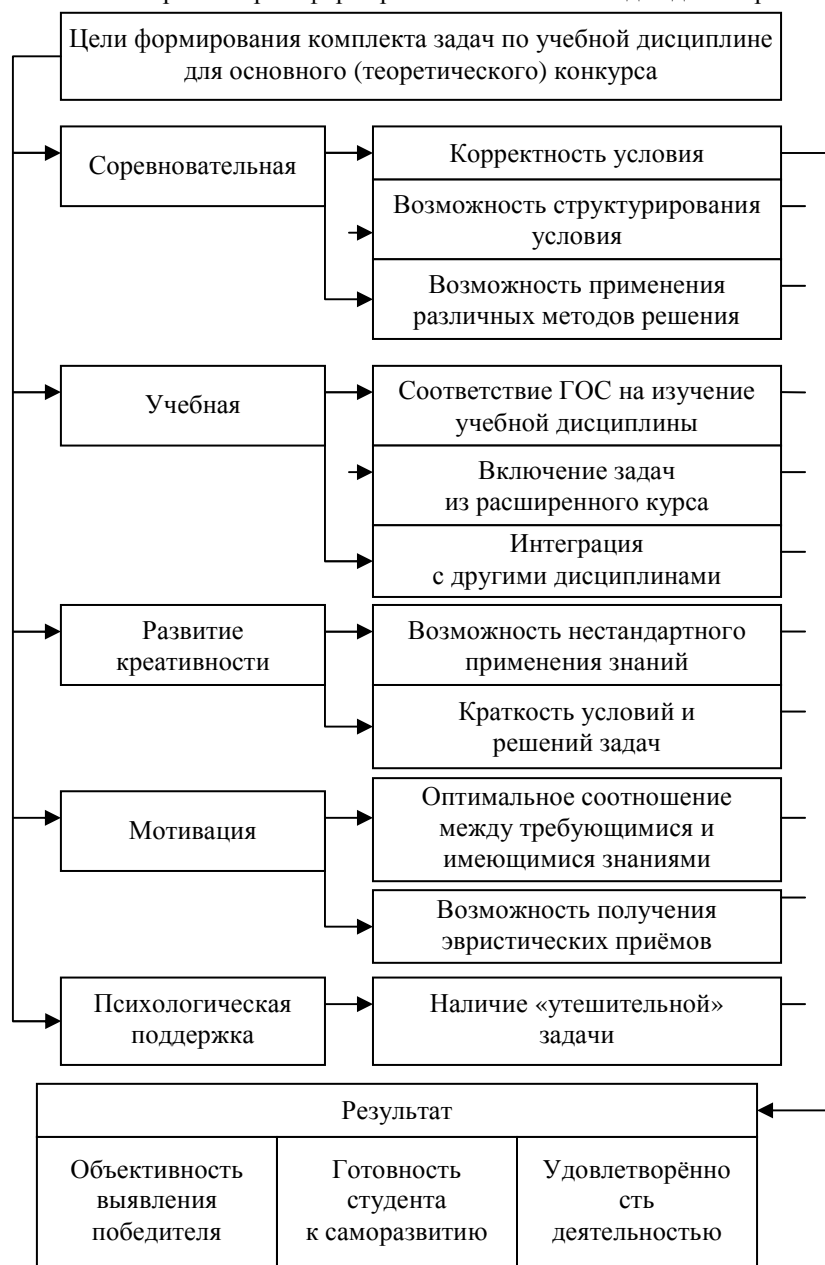 Цели формирования комплекта задач по учебной дисциплине
для основного (теоретического) конкурса
Соревновательная
Корректность условия
Возможность структурирования
условия
Возможность применения
различных методов решения
Учебная
Соответствие ГОС на изучение
учебной дисциплины
Включение задач
из расширенного курса
Интеграция
с другими дисциплинами
Развитие
креативности
Возможность нестандартного
применения знаний
Краткость условий и
решений задач
Мотивация
Оптимальное соотношение
между требующимися и
имеющимися знаниями
Возможность получения
эвристических приёмов
Психологическая
поддержка
Наличие «утешительной»
задачи
Результат
Объективность
выявления
победителя
Готовность
студента
к саморазвитию
Удовлетворённо
сть
деятельностью